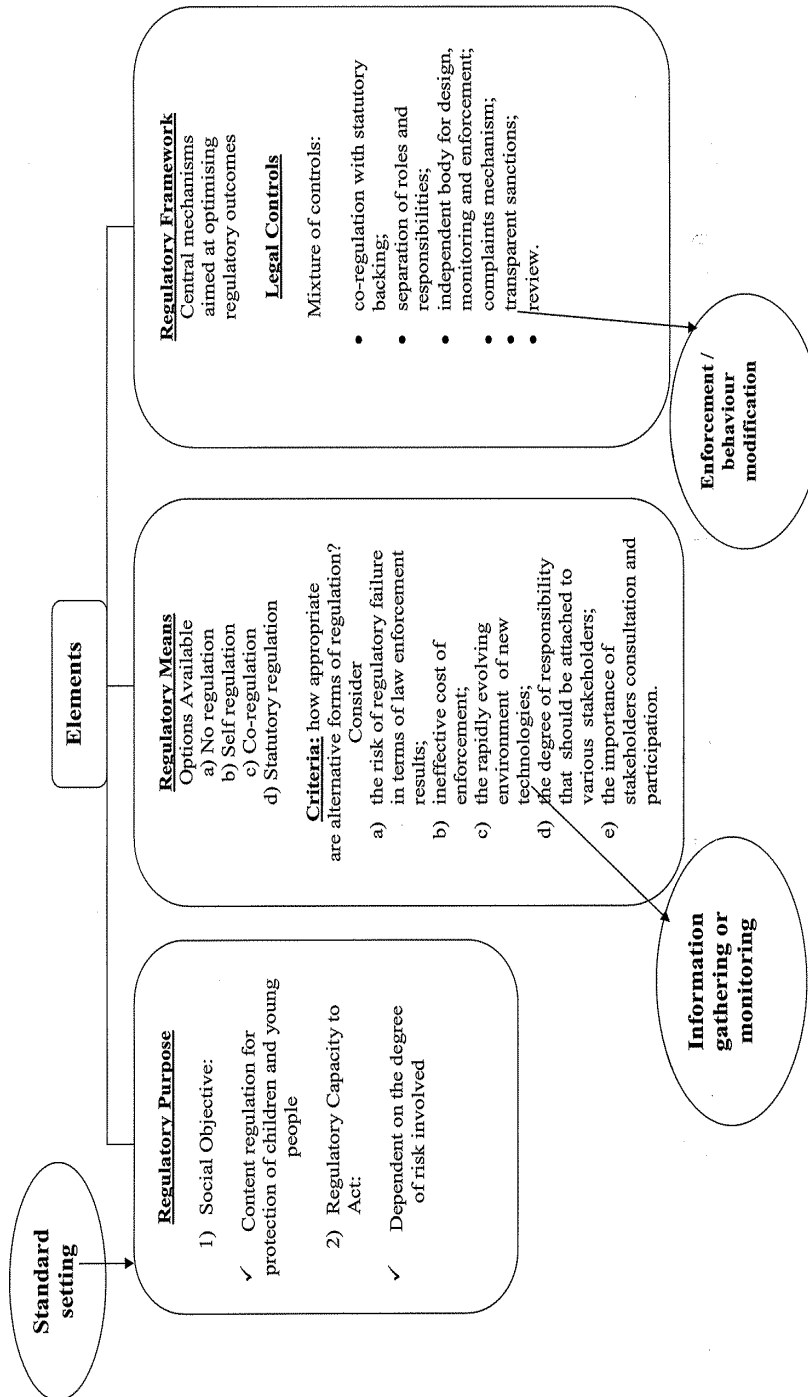 Elements
Standard
setting
Regulatory Purpose
1) Social Objective:
✓ Content regulation for
protection of children and young
people
2) Regulatory Capacity to
Act:
✓ Dependent on the degree
of risk involved
Regulatory Means
Options Available
a) No regulation
b) Self regulation
c) Co-regulation
d) Statutory regulation
Criteria: how appropriate
are alternative forms of regulation?
Consider
a) the risk of regulatory failure
in terms of law enforcement
results;
b) ineffective cost of
enforcement;
c) the rapidly evolving
environment of new
technologies;
d) the degree of responsibility
that should be attached to
various stakeholders;
e) the importance of
stakeholders consultation and
participation.
Information
gathering or
monitoring
Regulatory Framework
Central mechanisms
aimed at optimising
regulatory outcomes
Legal Controls
Mixture of controls:
• co-regulation with statutory
backing;
• separation of roles and
responsibilities;
• independent body for design,
monitoring and enforcement;
• complaints mechanism;
• transparent sanctions;
• review.
Enforcement /
behaviour
modification